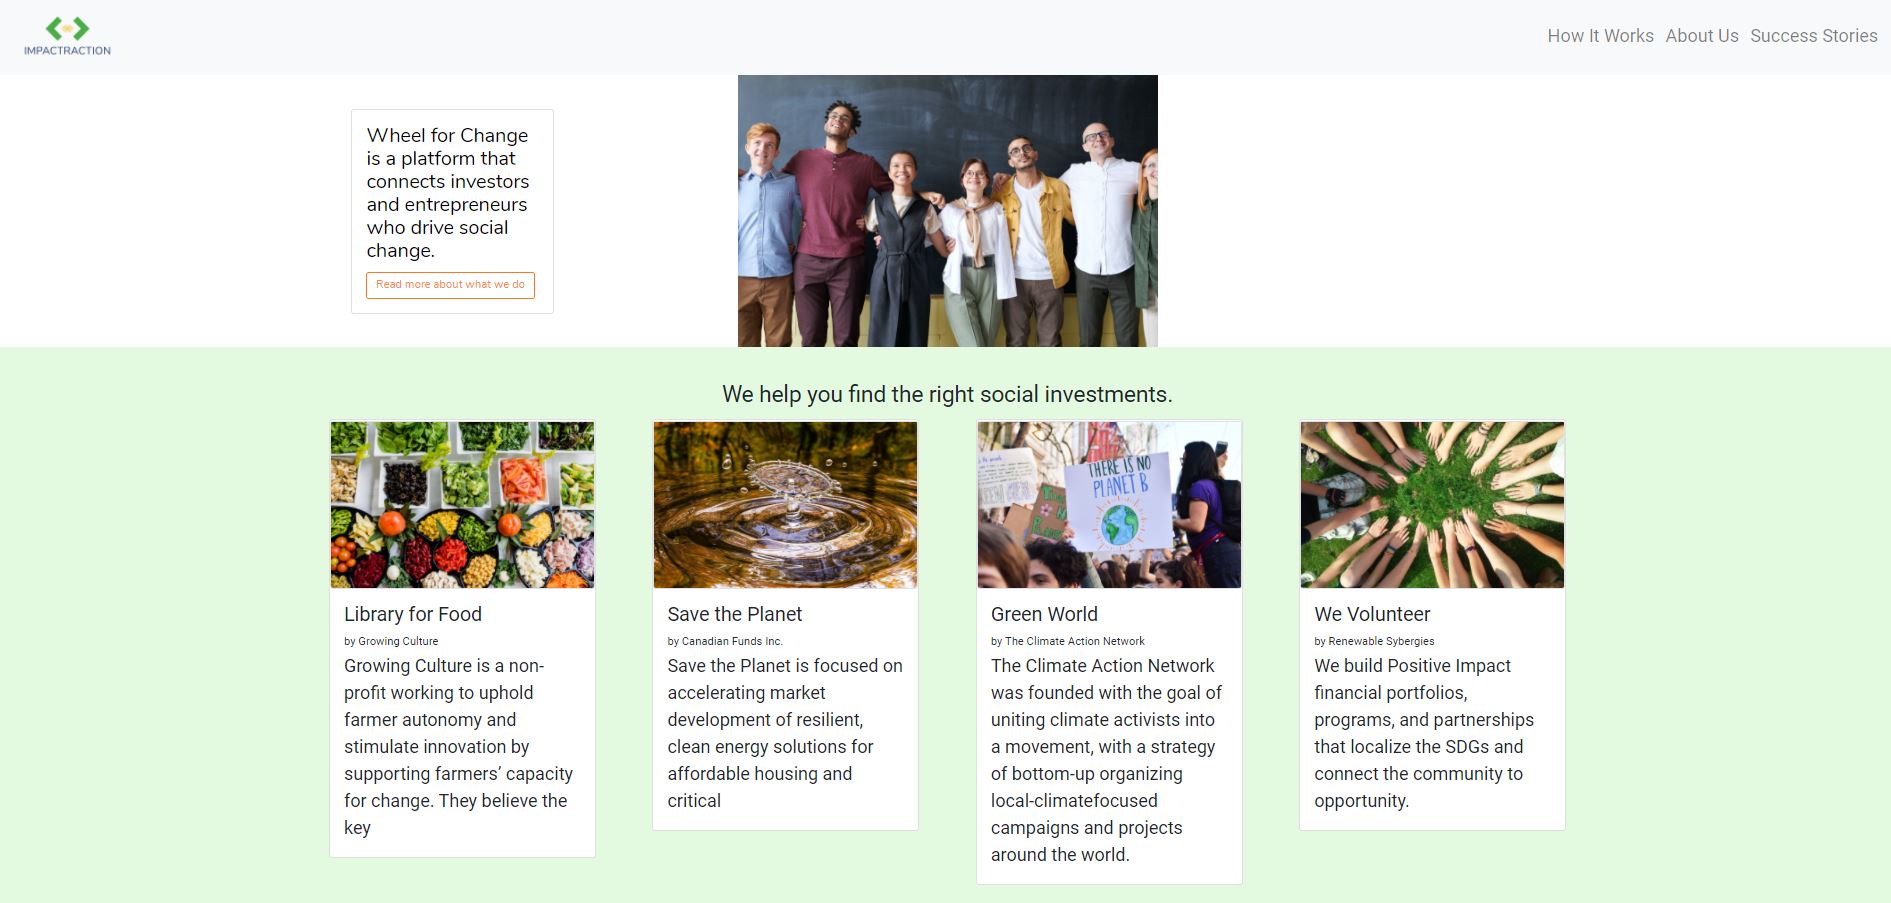 IMPACTRACTION
How It Works About Us Success Stories
Wheel for Change
is a platform that
connects investors
and entrepreneurs
who drive social
change.
Read more about what we do
We help you find the right social investments.
THERE IS NO
PLANET B
Library for Food
by Growing Culture
Growing Culture is a non-
profit working to uphold
farmer autonomy and
stimulate innovation by
supporting farmers’ capacity
for change. They believe the
key
Save the Planet
by Canadian Funds Inc.
Save the Planet is focused on
accelerating market
development of resilient,
clean energy solutions for
affordable housing and
critical
Green World
by The Climate Action Network
The Climate Action Network
was founded with the goal of
uniting climate activists into
a movement, with a strategy
of bottom-up organizing
local-climatefocused
campaigns and projects
around the world.
We Volunteer
by Renewable Sybergies
We build Positive Impact
financial portfolios,
programs, and partnerships
that localize the SDGs and
connect the community to
opportunity.